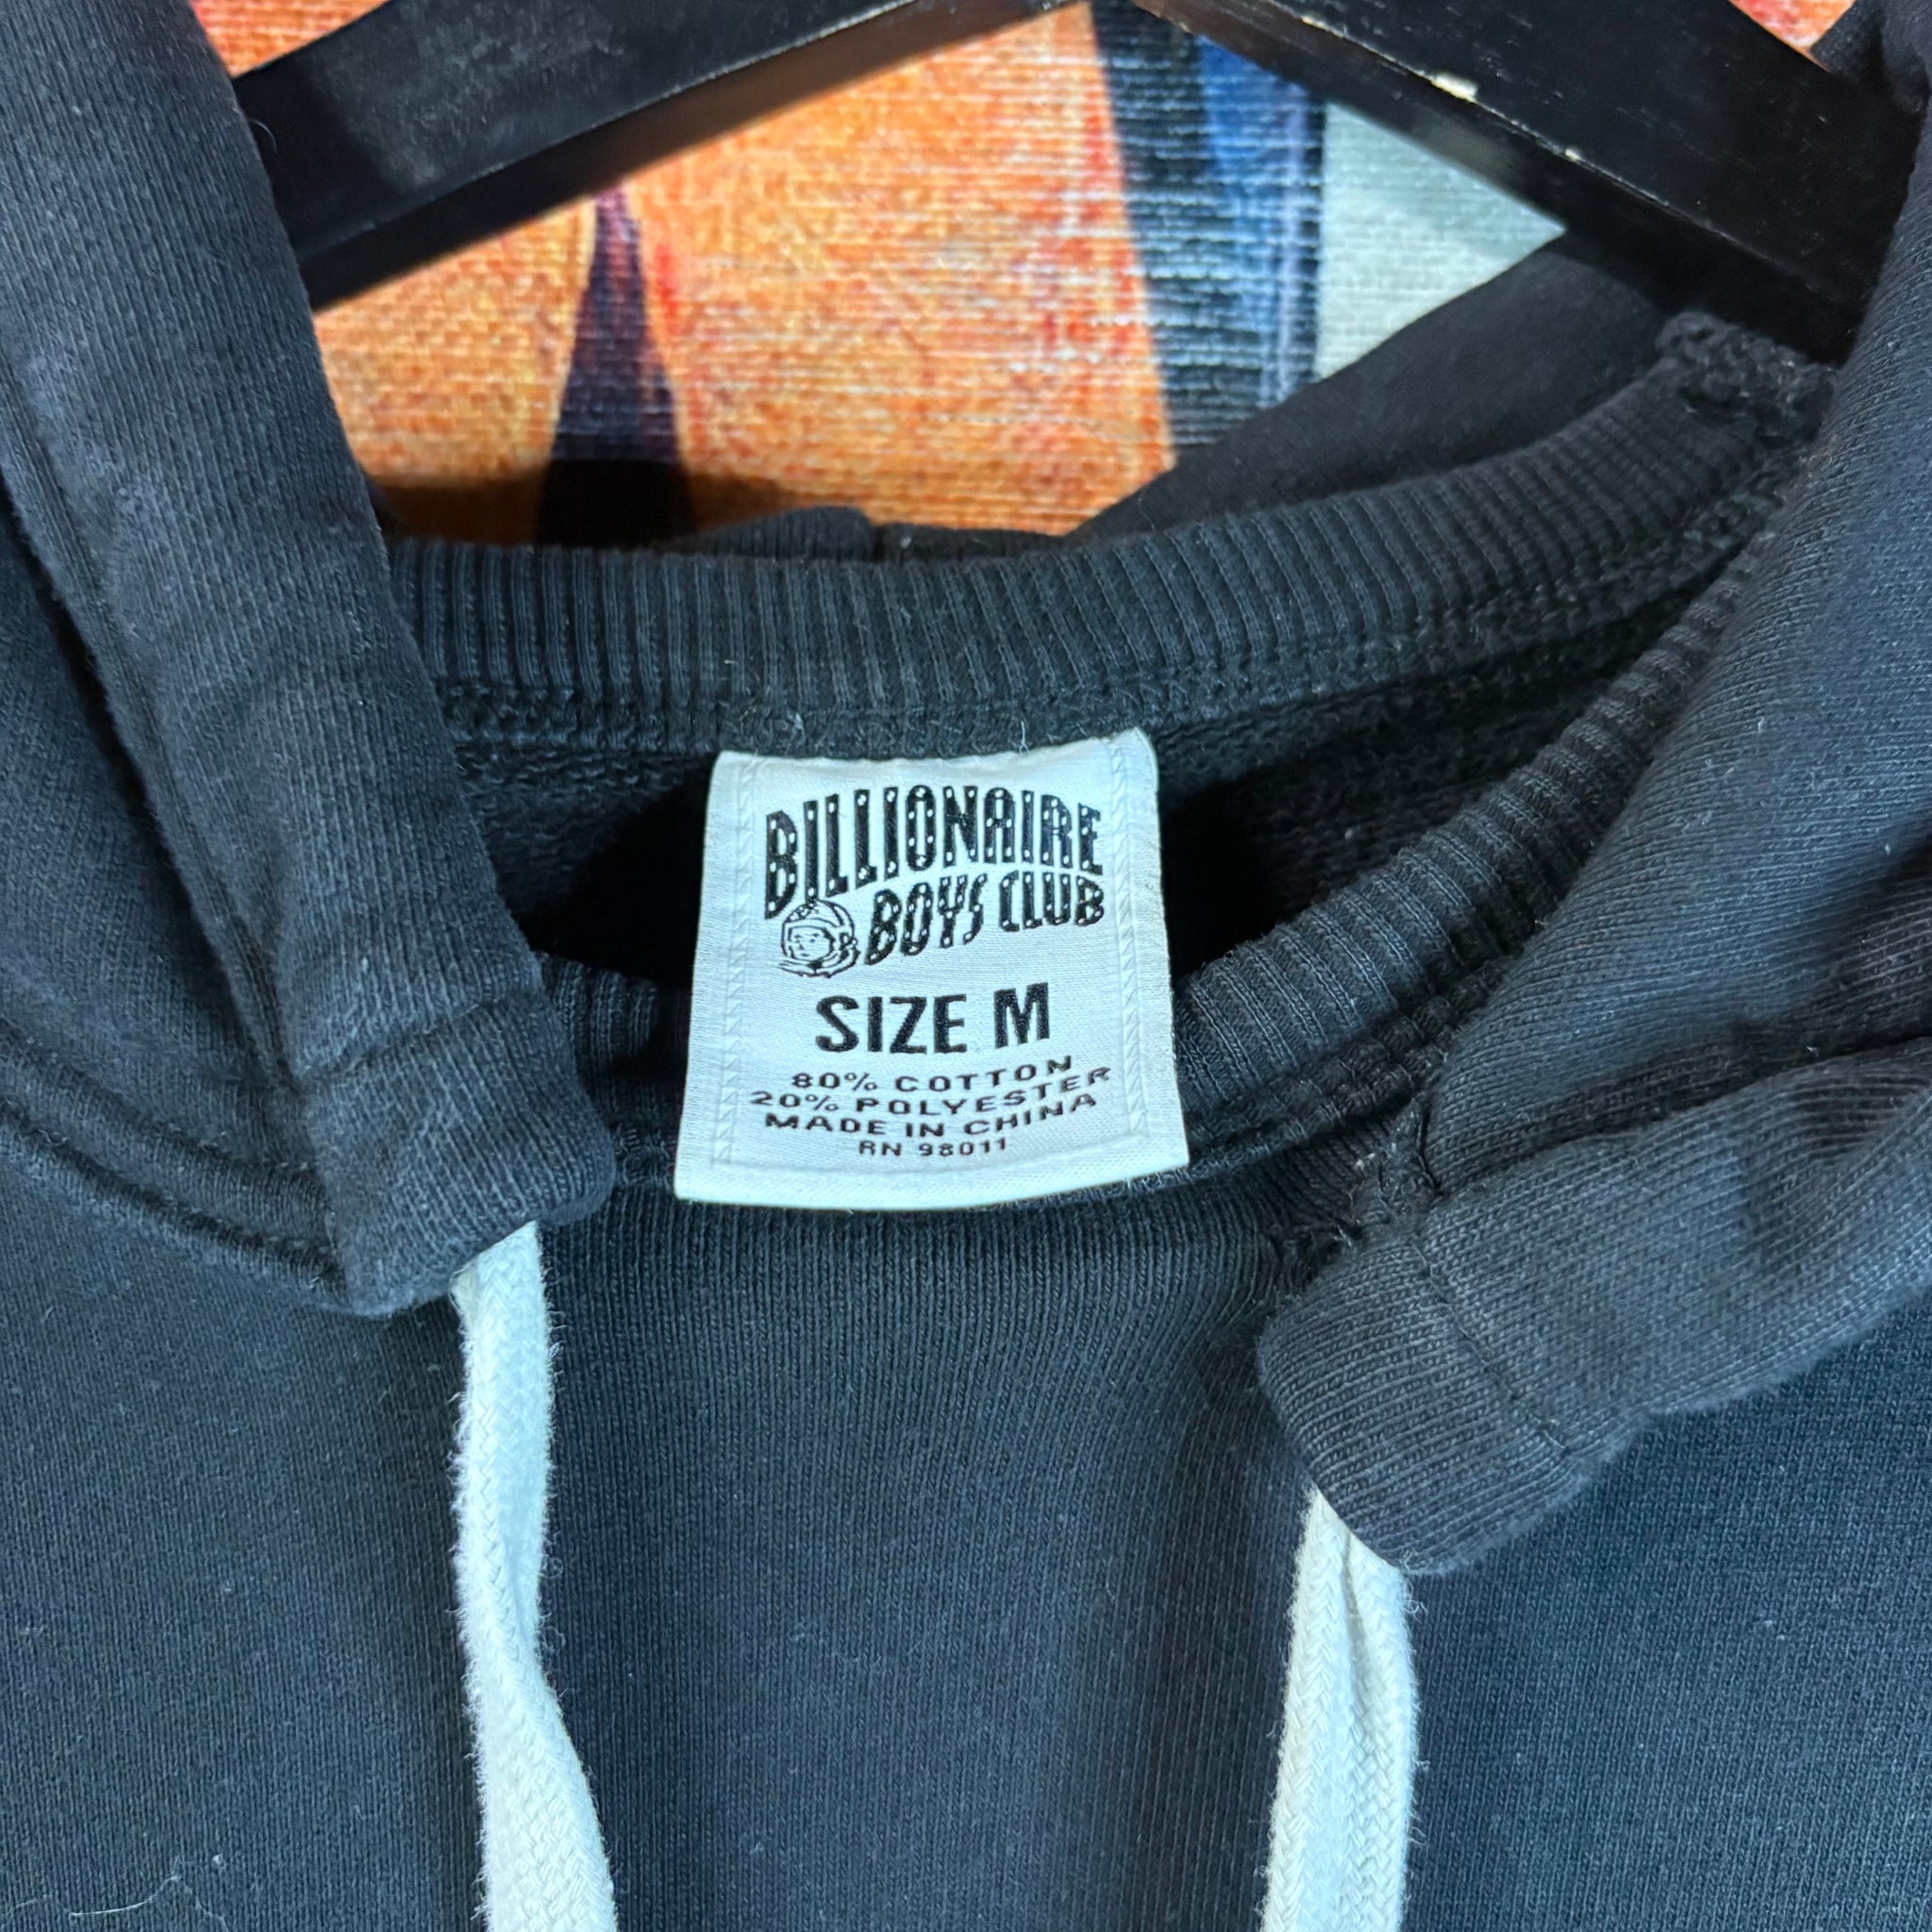 BILLIONAIRE
BOYS CLUB
SIZE M
80% COTTON
20% POLYESTER
MADE IN CHINA
RN 98011